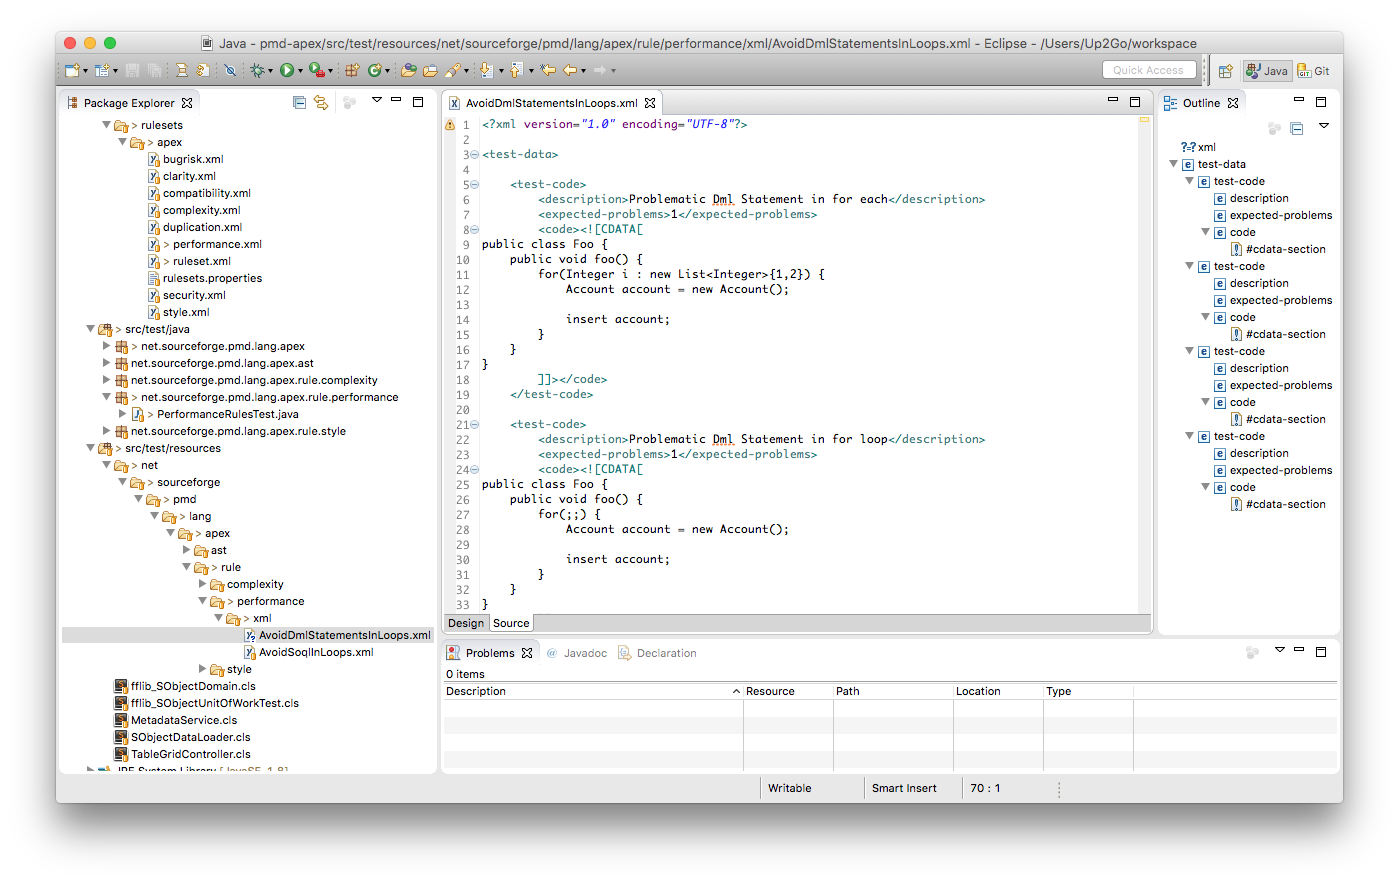 Java - pmd-apex/src/test/resources/net/sourceforge/pmd/lang/apex/rule/performance/xml/AvoidDmlStatementsInLoops.xml - Eclipse - /Users/Up2Go/workspace
Quick Access
Java
Git
Package Explorer
> rulesets
> apex
bugrisk.xml
clarity.xml
compatibility.xml
complexity.xml
duplication.xml
> performance.xml
> ruleset.xml
rulesets.properties
security.xml
style.xml
> src/test/java
> net.sourceforge.pmd.lang.apex
net.sourceforge.pmd.lang.apex.ast
net.sourceforge.pmd.lang.apex.rule.complexity
> net.sourceforge.pmd.lang.apex.rule.performance
> PerformanceRulesTest.java
net.sourceforge.pmd.lang.apex.rule.style
> src/test/resources
> net
> sourceforge
> pmd
> lang
> apex
ast
> rule
complexity
> performance
> xml
AvoidDmlStatementsInLoops.xml
AvoidSoqlInLoops.xml
style
fflib_SObjectDomain.cls
fflib_SObjectUnitOfWorkTest.cls
MetadataService.cls
SObjectDataLoader.cls
TableGridController.cls
JRE System Library [JavaSE-1.8]
AvoidDmlStatementsInLoops.xml
1 <?xml version="1.0" encoding="UTF-8"?>
2
3 <test-data>
4
5 <test-code>
6 <description>Problematic Dml Statement in for each</description>
7 <expected-problems>1</expected-problems>
8 <code><![CDATA[
9 public class Foo {
10 public void foo() {
11 for(Integer i : new List<Integer>{1,2}) {
12 Account account = new Account();
13
14 insert account;
15 }
16 }
17 }
18 ]]></code>
19 </test-code>
20
21 <test-code>
22 <description>Problematic Dml Statement in for loop</description>
23 <expected-problems>1</expected-problems>
24 <code><![CDATA[
25 public class Foo {
26 public void foo() {
27 for(;;) {
28 Account account = new Account();
29
30 insert account;
31 }
32 }
33 }
Design Source
Outline
?=? xml
test-data
test-code
description
expected-problems
code
#cdata-section
test-code
description
expected-problems
code
#cdata-section
test-code
description
expected-problems
code
#cdata-section
test-code
description
expected-problems
code
#cdata-section
Problems @ Javadoc Declaration
0 items
Description Resource Path Location Type
Writable Smart Insert 70 : 1